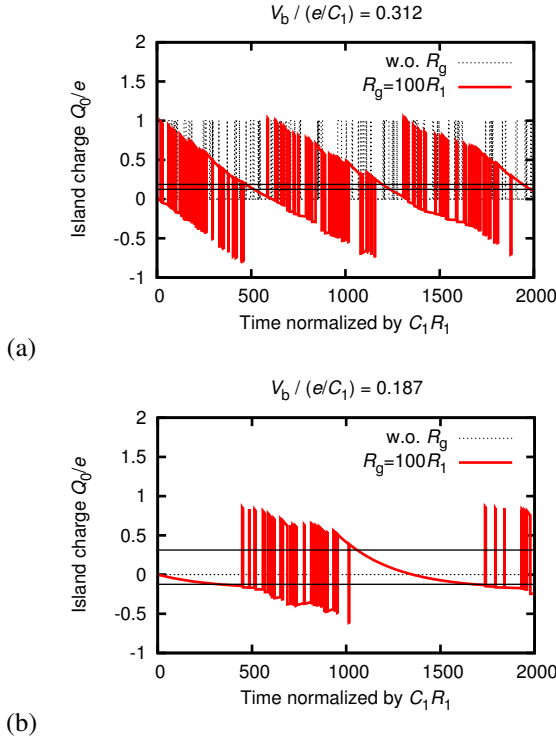 V_b / (e/C_1) = 0.312
2
1.5
1
0.5
0
-0.5
-1
Island charge Q_0/e
w.o. R_g
R_g=100R_1
0 500 1000 1500 2000
Time normalized by C_1R_1
(a)
V_b / (e/C_1) = 0.187
2
1.5
1
0.5
0
-0.5
-1
Island charge Q_0/e
w.o. R_g
R_g=100R_1
0 500 1000 1500 2000
Time normalized by C_1R_1
(b)